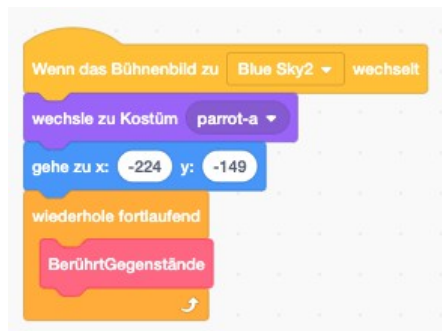 Wenn das Bühnenbild zu Blue Sky2 wechselt
wechsle zu Kostüm parrot-a
gehe zu x: -224 y: -149
wiederhole fortlaufend
BerührtGegenstände